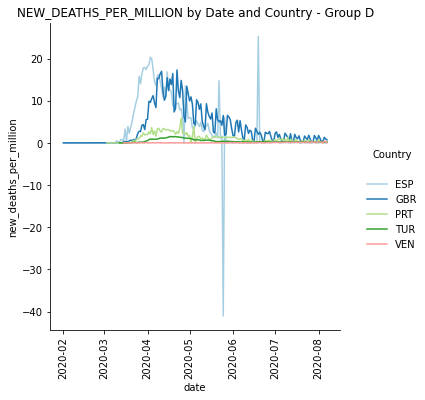 NEW_DEATHS_PER_MILLION by Date and Country - Group D
new_deaths_per_million
20
10
0
−10
−20
−30
−40
2020-02
2020-03
2020-04
2020-05
2020-06
2020-07
2020-08
date
Country
ESP
GBR
PRT
TUR
VEN